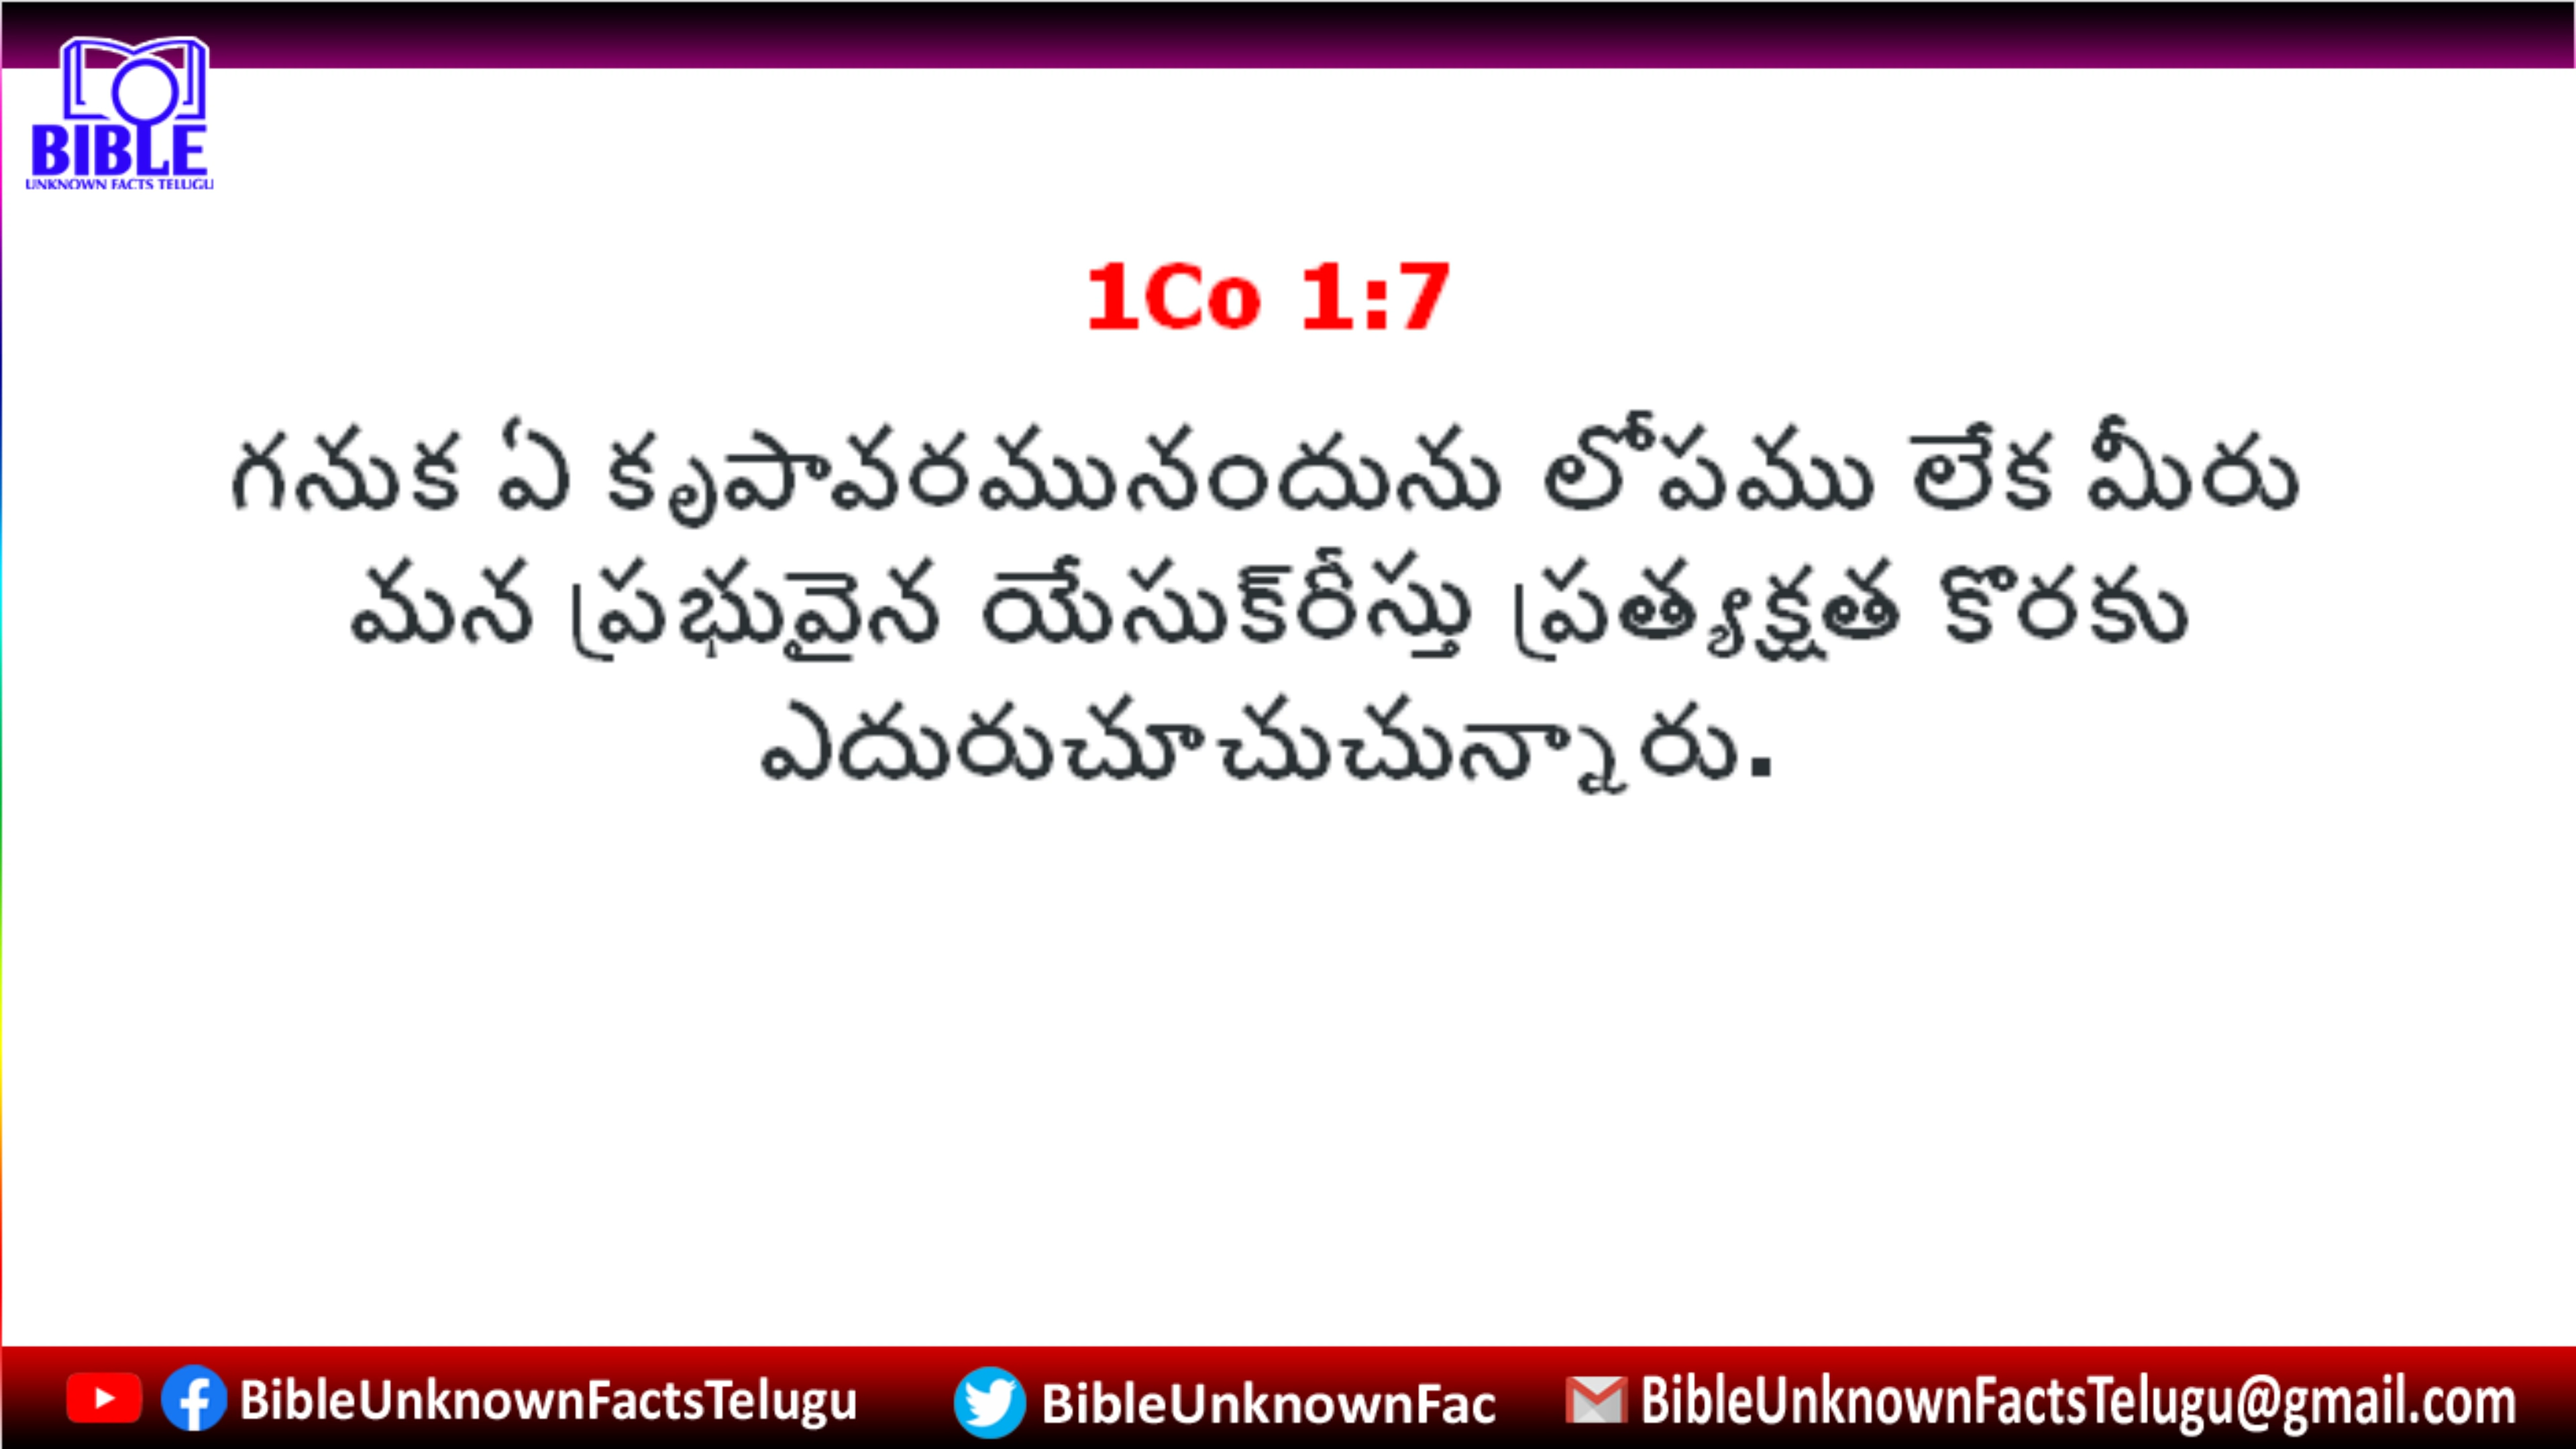 BIBLE
UNKNOWN FACTS TELUGU
1Co 1:7
గనుక ఏ కృపావరమునందును లోపము లేక మీరు
మన ప్రభువైన యేసుక్‌రీస్తు ప్రత్యక్షత కొరకు
ఎదురుచూచుచున్నారు.
BibleUnknownFactsTelugu
BibleUnknownFac
BibleUnknownFactsTelugu@gmail.com